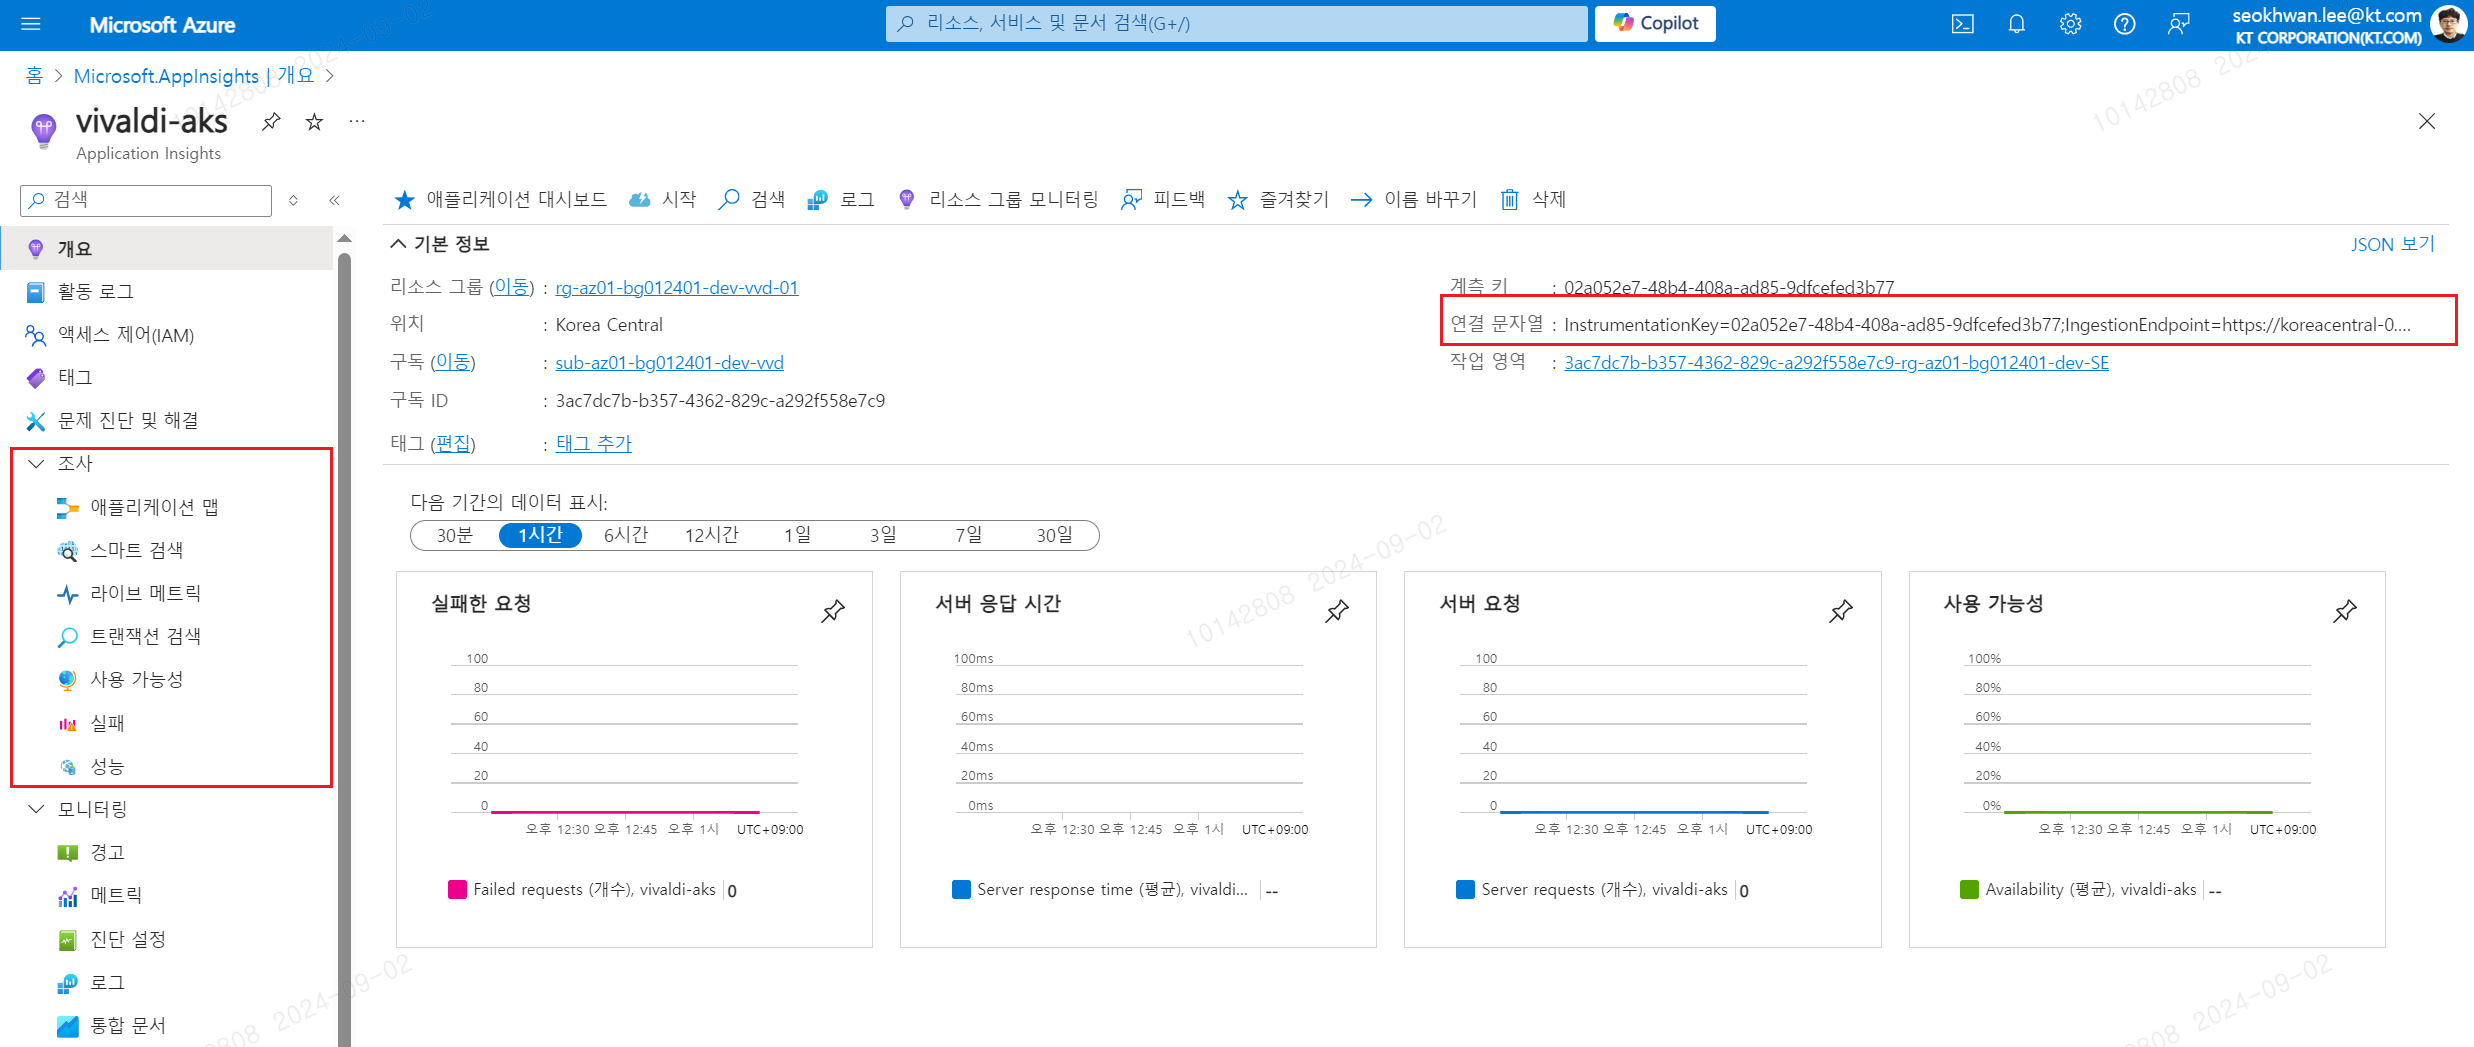 Microsoft Azure
리소스, 서비스 및 문서 검색(G+/)
Copilot
seokhwan.lee@kt.com
KT CORPORATION(KT.COM)
홈 > Microsoft.AppInsights | 개요 >
vivaldi-aks
Application Insights
검색
개요
활동 로그
액세스 제어(IAM)
태그
문제 진단 및 해결
조사
애플리케이션 맵
스마트 검색
라이브 메트릭
트랜잭션 검색
사용 가능성
실패
성능
모니터링
경고
메트릭
진단 설정
로그
통합 문서
애플리케이션 대시보드 시작 검색 로그 리소스 그룹 모니터링 피드백 즐겨찾기 이름 바꾸기 삭제
기본 정보
JSON 보기
리소스 그룹 (이동) : rg-az01-bg012401-dev-vvd-01
위치 : Korea Central
구독 (이동) : sub-az01-bg012401-dev-vvd
구독 ID : 3ac7dc7b-b357-4362-829c-a292f558e7c9
태그 (편집) : 태그 추가
계측 키 : 02a052e7-48b4-408a-ad85-9dfcefed3b77
연결 문자열 : InstrumentationKey=02a052e7-48b4-408a-ad85-9dfcefed3b77;IngestionEndpoint=https://koreacentral-0....
작업 영역 : 3ac7dc7b-b357-4362-829c-a292f558e7c9-rg-az01-bg012401-dev-SE
다음 기간의 데이터 표시:
30분 1시간 6시간 12시간 1일 3일 7일 30일
실패한 요청
100
80
60
40
20
0
오후 12:30 오후 12:45 오후 1시 UTC+09:00
Failed requests (개수), vivaldi-aks 0
서버 응답 시간
100ms
80ms
60ms
40ms
20ms
0ms
오후 12:30 오후 12:45 오후 1시 UTC+09:00
Server response time (평균), vivaldi... --
서버 요청
100
80
60
40
20
0
오후 12:30 오후 12:45 오후 1시 UTC+09:00
Server requests (개수), vivaldi-aks 0
사용 가능성
100%
80%
60%
40%
20%
0%
오후 12:30 오후 12:45 오후 1시 UTC+09:00
Availability (평균), vivaldi-aks --
10142808 2024-09-02
10142808 202
10142808 2024-09-02
808 2024-09-02
808 2024-09-02